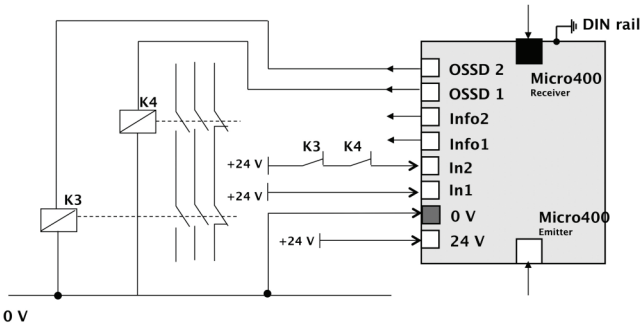 DIN rail
K4
OSSD 2
Micro400
Receiver
OSSD 1
Info2
Info1
K3 K4
+24 V
In2
+24 V
In1
K3
0 V
Micro400
Emitter
+24 V
24 V
0 V